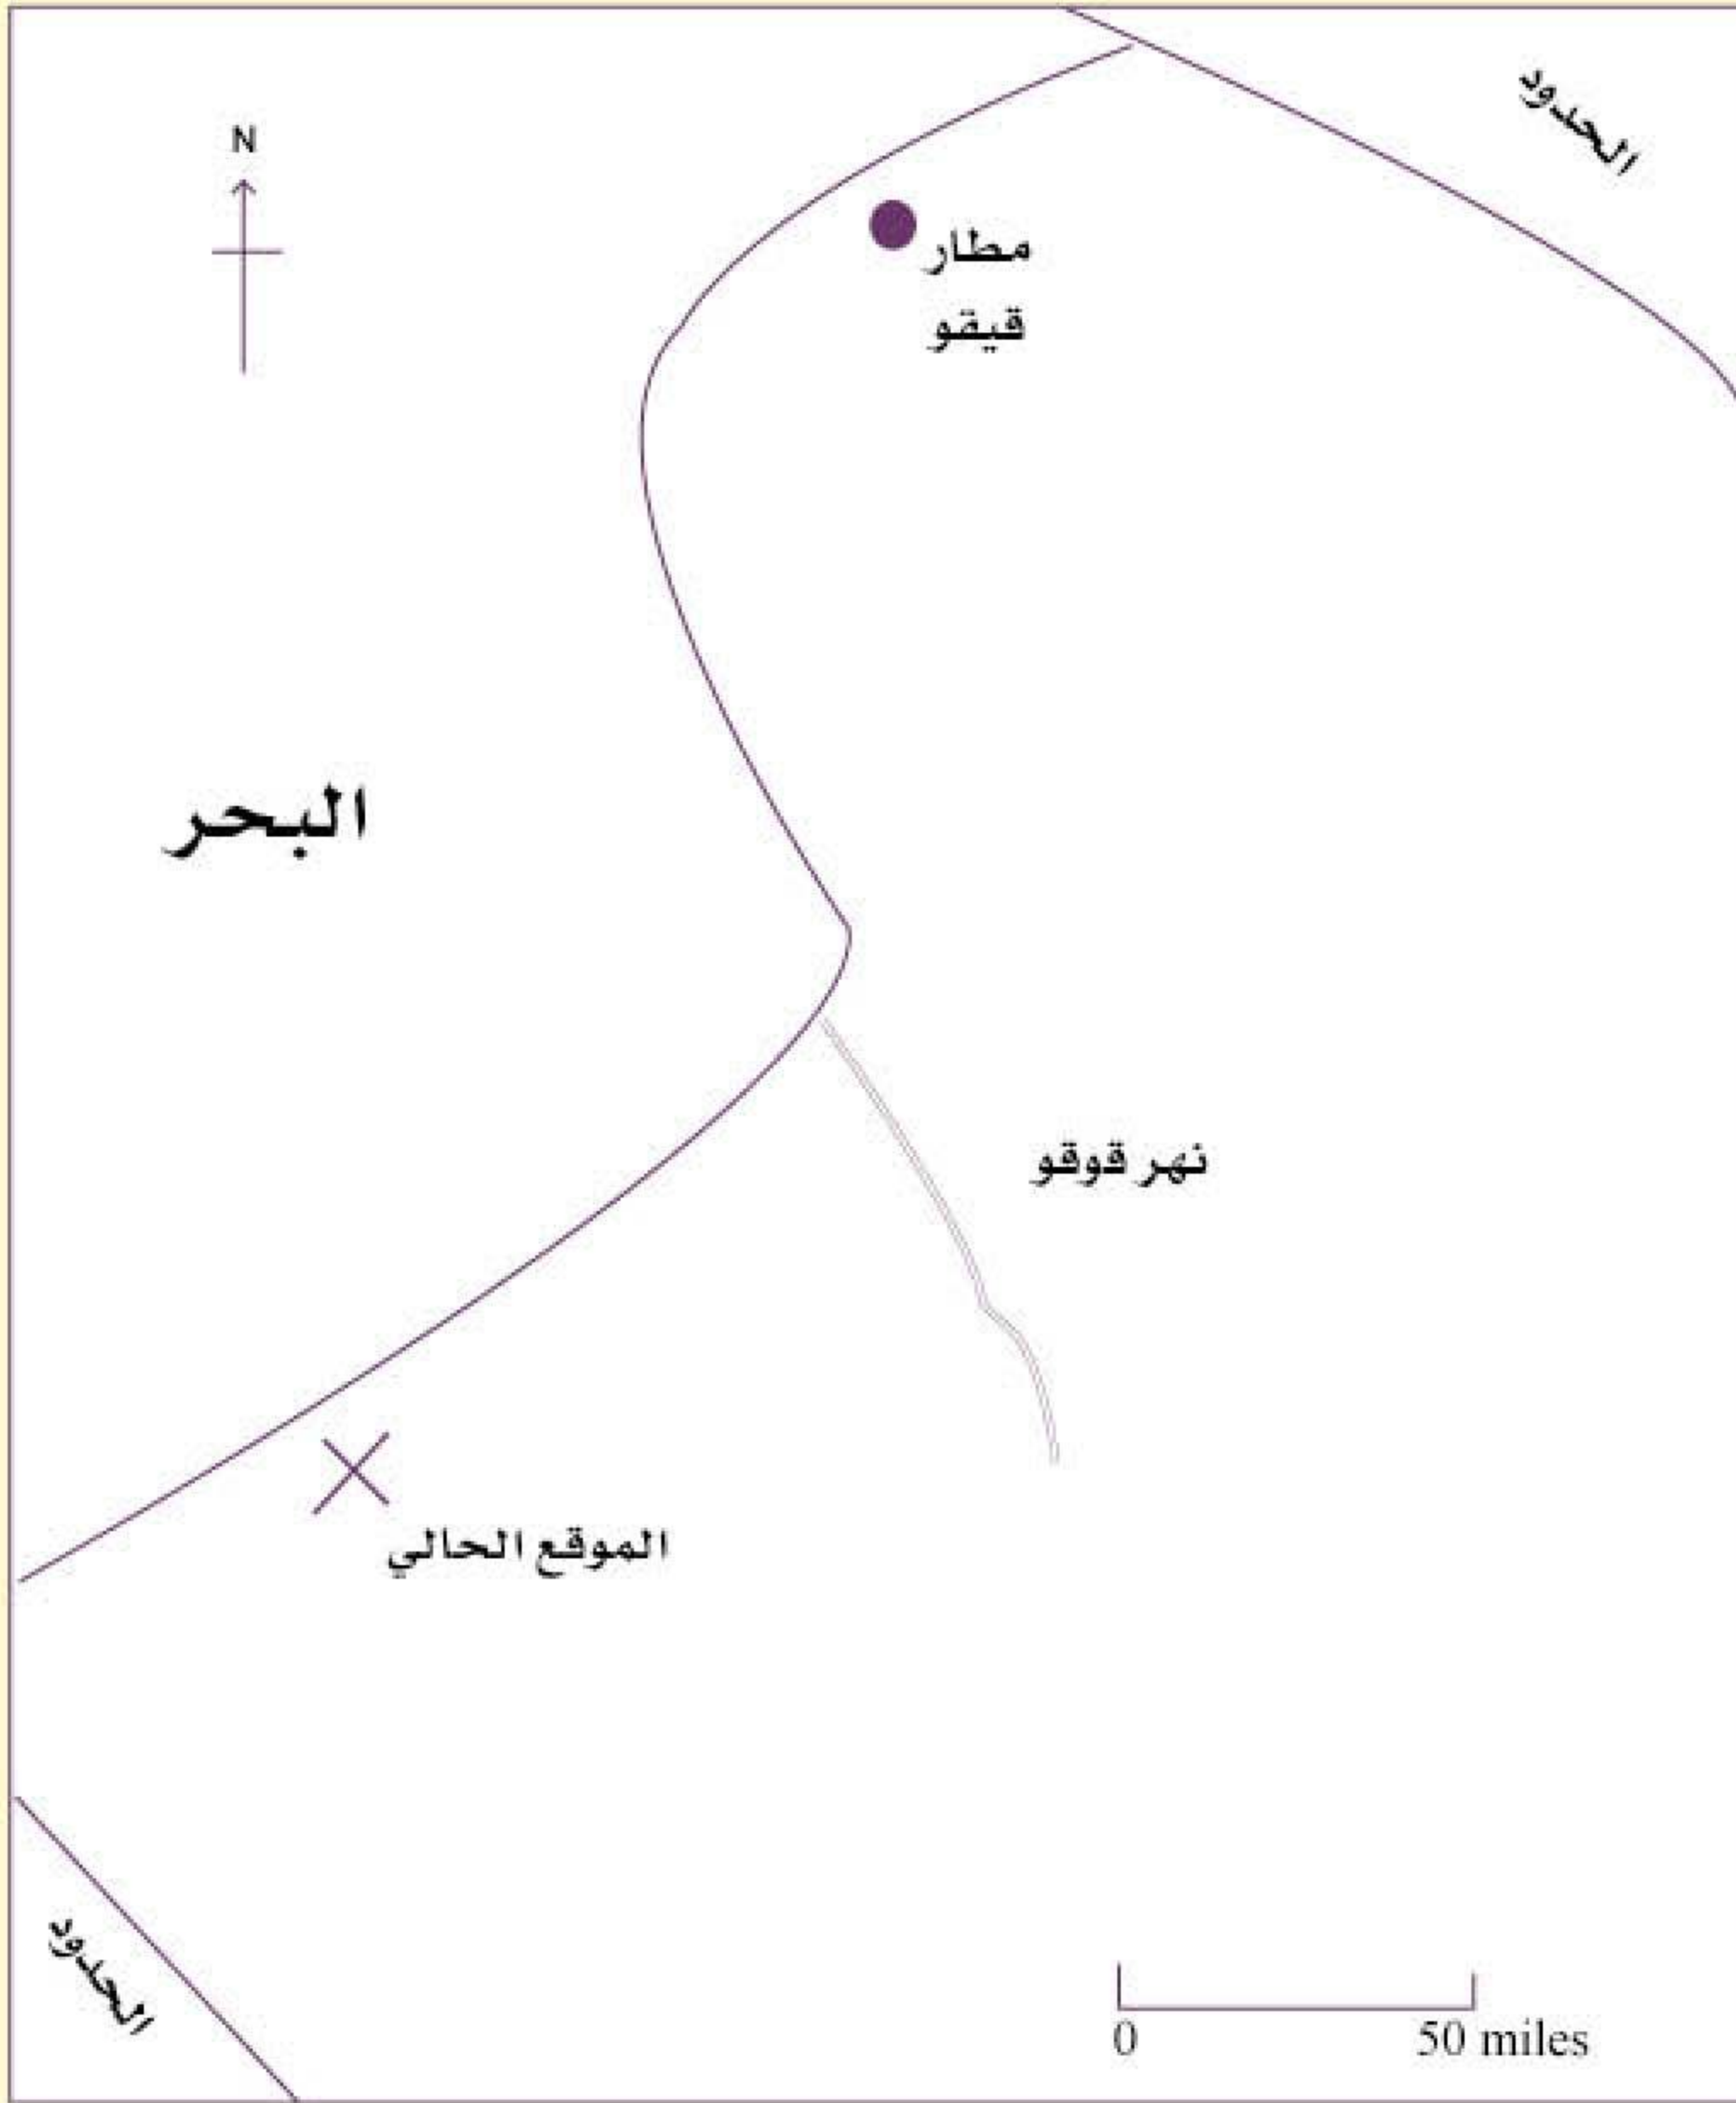 الحدود
N
مطار
قيقو
البحر
نهر قوقو
الموقع الحالي
الحدود
0 50 miles